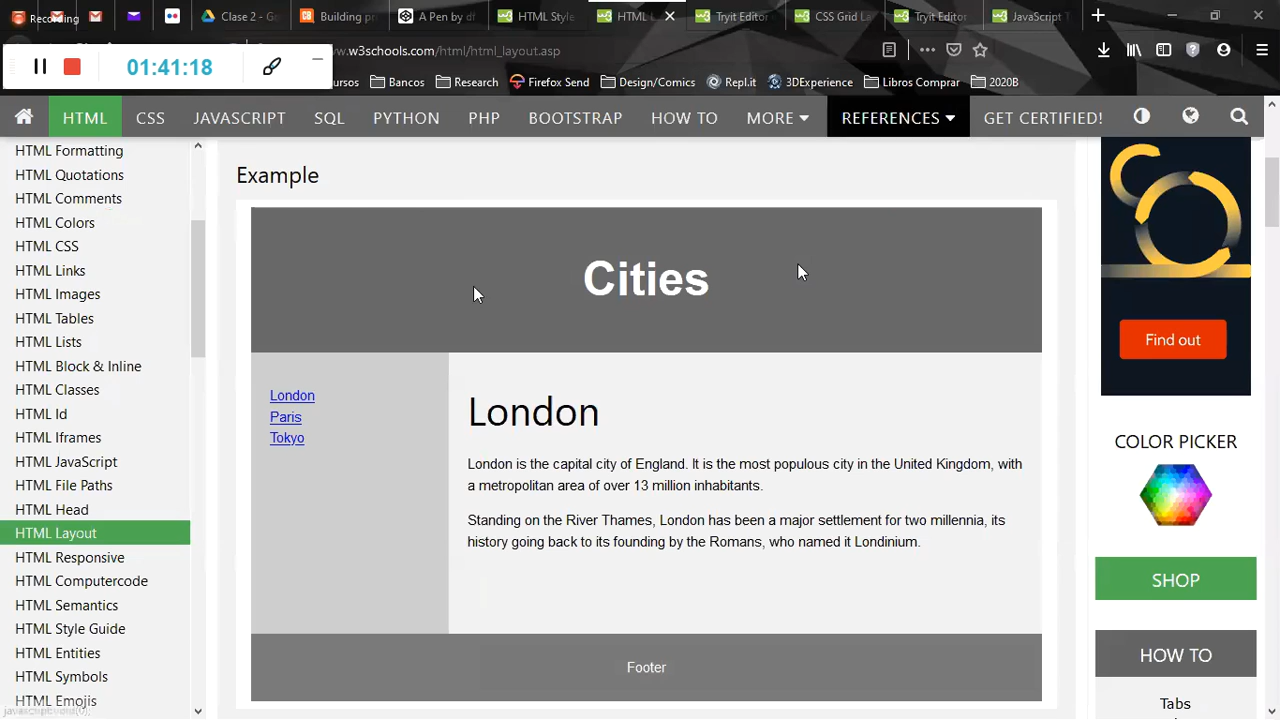 Recording
Clase 2 - G
Building pr
A Pen by df
HTML Style
HTML L
Tryit Editor
CSS Grid La
Tryit Editor
JavaScript T
01:41:18
w3schools.com/html/html_layout.asp
Bancos
Research
Firefox Send
Design/Comics
Repl.it
3DExperience
Libros Comprar
2020B
HTML
CSS
JAVASCRIPT
SQL
PYTHON
PHP
BOOTSTRAP
HOW TO
MORE
REFERENCES
GET CERTIFIED!
HTML Formatting
HTML Quotations
HTML Comments
HTML Colors
HTML CSS
HTML Links
HTML Images
HTML Tables
HTML Lists
HTML Block & Inline
HTML Classes
HTML Id
HTML Iframes
HTML JavaScript
HTML File Paths
HTML Head
HTML Layout
HTML Responsive
HTML Computercode
HTML Semantics
HTML Style Guide
HTML Entities
HTML Symbols
HTML Emojis
Example
Cities
London
Paris
Tokyo
London
London is the capital city of England. It is the most populous city in the United Kingdom, with
a metropolitan area of over 13 million inhabitants.
Standing on the River Thames, London has been a major settlement for two millennia, its
history going back to its founding by the Romans, who named it Londinium.
Footer
Find out
COLOR PICKER
SHOP
HOW TO
Tabs